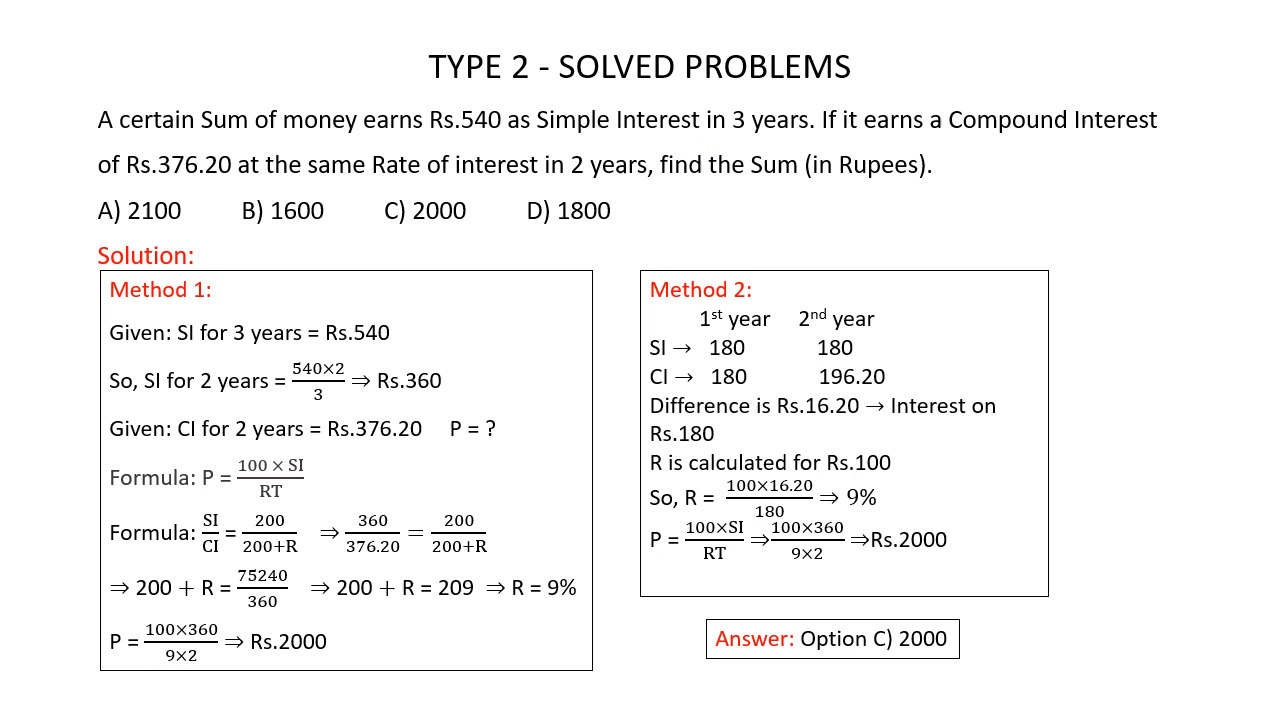 TYPE 2 - SOLVED PROBLEMS
A certain Sum of money earns Rs.540 as Simple Interest in 3 years. If it earns a Compound Interest
of Rs.376.20 at the same Rate of interest in 2 years, find the Sum (in Rupees).
A) 2100 B) 1600 C) 2000 D) 1800
Solution:
Method 1:
Given: SI for 3 years = Rs.540
So, SI for 2 years = 540×2/3 ⇒ Rs.360
Given: CI for 2 years = Rs.376.20 P = ?
Formula: P = 100 × SI/RT
Formula: SI/CI = 200/200+R ⇒ 360/376.20 = 200/200+R
⇒ 200 + R = 75240/360 ⇒ 200 + R = 209 ⇒ R = 9%
P = 100×360/9×2 ⇒ Rs.2000
Method 2:
1st year 2nd year
SI → 180 180
CI → 180 196.20
Difference is Rs.16.20 → Interest on
Rs.180
R is calculated for Rs.100
So, R = 100×16.20/180 ⇒ 9%
P = 100×SI/RT ⇒ 100×360/9×2 ⇒Rs.2000
Answer: Option C) 2000